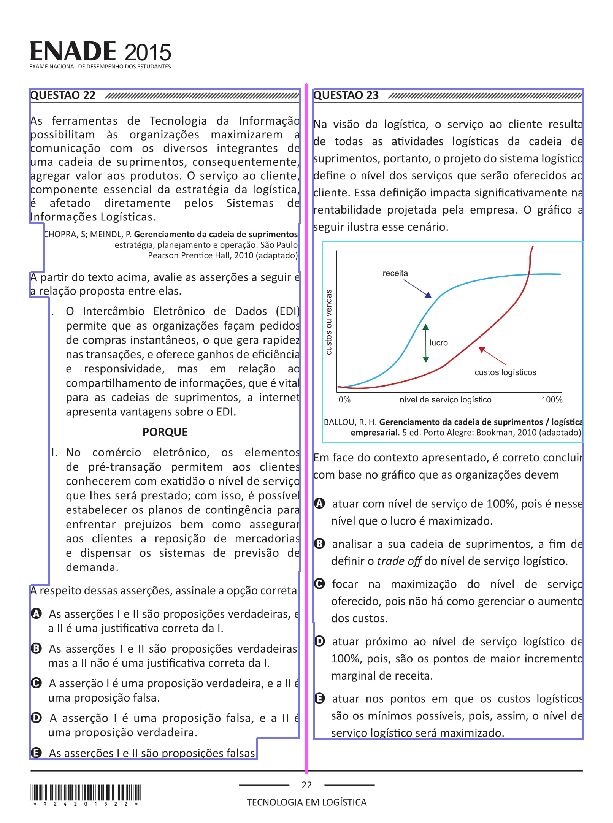 ENADE 2015
EXAME NACIONAL DE DESEMPENHO DOS ESTUDANTES
QUESTÃO 22
As ferramentas de Tecnologia da Informação
possibilitam às organizações maximizarem a
comunicação com os diversos integrantes de
uma cadeia de suprimentos, consequentemente,
agregar valor aos produtos. O serviço ao cliente,
componente essencial da estratégia da logística,
é afetado diretamente pelos Sistemas de
Informações Logísticas.
CHOPRA, S; MEINDL, P. Gerenciamento da cadeia de suprimentos
estratégia, planejamento e operação. São Paulo
Pearson Prentice Hall, 2010 (adaptado)
A partir do texto acima, avalie as asserções a seguir e
a relação proposta entre elas.
I. O Intercâmbio Eletrônico de Dados (EDI)
permite que as organizações façam pedidos
de compras instantâneos, o que gera rapidez
nas transações, e oferece ganhos de eficiência
e responsividade, mas em relação ao
compartilhamento de informações, que é vital
para as cadeias de suprimentos, a internet
apresenta vantagens sobre o EDI.
PORQUE
II. No comércio eletrônico, os elementos
de pré-transação permitem aos clientes
conhecerem com exatidão o nível de serviço
que lhes será prestado; com isso, é possível
estabelecer os planos de contingência para
enfrentar prejuízos bem como assegurar
aos clientes a reposição de mercadorias
e dispensar os sistemas de previsão de
demanda.
A respeito dessas asserções, assinale a opção correta
A As asserções I e II são proposições verdadeiras, e
a II é uma justificativa correta da I.
B As asserções I e II são proposições verdadeiras
mas a II não é uma justificativa correta da I.
C A asserção I é uma proposição verdadeira, e a II é
uma proposição falsa.
D A asserção I é uma proposição falsa, e a II é
uma proposição verdadeira.
E As asserções I e II são proposições falsas
QUESTÃO 23
Na visão da logística, o serviço ao cliente resulta
de todas as atividades logísticas da cadeia de
suprimentos, portanto, o projeto do sistema logístico
define o nível dos serviços que serão oferecidos ao
cliente. Essa definição impacta significativamente na
rentabilidade projetada pela empresa. O gráfico a
seguir ilustra esse cenário.
custos ou vendas
receita
lucro
custos logísticos
0% nível de serviço logístico 100%
BALLOU, R. H. Gerenciamento da cadeia de suprimentos / logística
empresarial. 5 ed. Porto Alegre: Bookman, 2010 (adaptado)
Em face do contexto apresentado, é correto concluir
com base no gráfico que as organizações devem
A atuar com nível de serviço de 100%, pois é nesse
nível que o lucro é maximizado.
B analisar a sua cadeia de suprimentos, a fim de
definir o trade off do nível de serviço logístico.
C focar na maximização do nível de serviço
oferecido, pois não há como gerenciar o aumento
dos custos.
D atuar próximo ao nível de serviço logístico de
100%, pois, são os pontos de maior incremento
marginal de receita.
E atuar nos pontos em que os custos logísticos
são os mínimos possíveis, pois, assim, o nível de
serviço logístico será maximizado.
22
TECNOLOGIA EM LOGÍSTICA